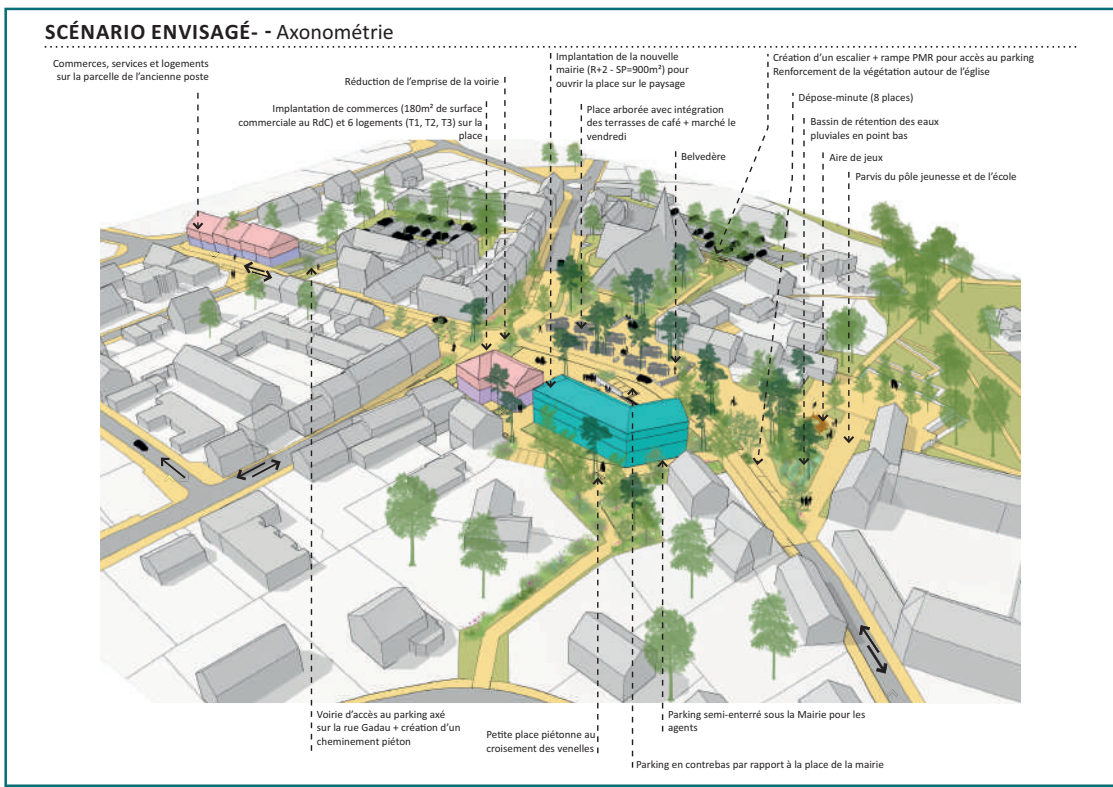 SCÉNARIO ENVISAGÉ- - Axonométrie
Commerces, services et logements
sur la parcelle de l'ancienne poste
Réduction de l'emprise de la voirie
Implantation de commerces (180m² de surface
commerciale au RdC) et 6 logements (T1, T2, T3) sur la
place
Implantation de la nouvelle
mairie (R+2 - SP=900m²) pour
ouvrir la place sur le paysage
Place arborée avec intégration
des terrasses de café + marché le
vendredi
Belvedère
Création d'un escalier + rampe PMR pour accès au parking
Renforcement de la végétation autour de l'église
Dépose-minute (8 places)
Bassin de rétention des eaux
pluviales en point bas
Aire de jeux
Parvis du pôle jeunesse et de l'école
Voirie d'accès au parking axé
sur la rue Gadau + création d'un
cheminement piéton
Petite place piétonne au
croisement des venelles
Parking semi-enterré sous la Mairie pour les
agents
Parking en contrebas par rapport à la place de la mairie